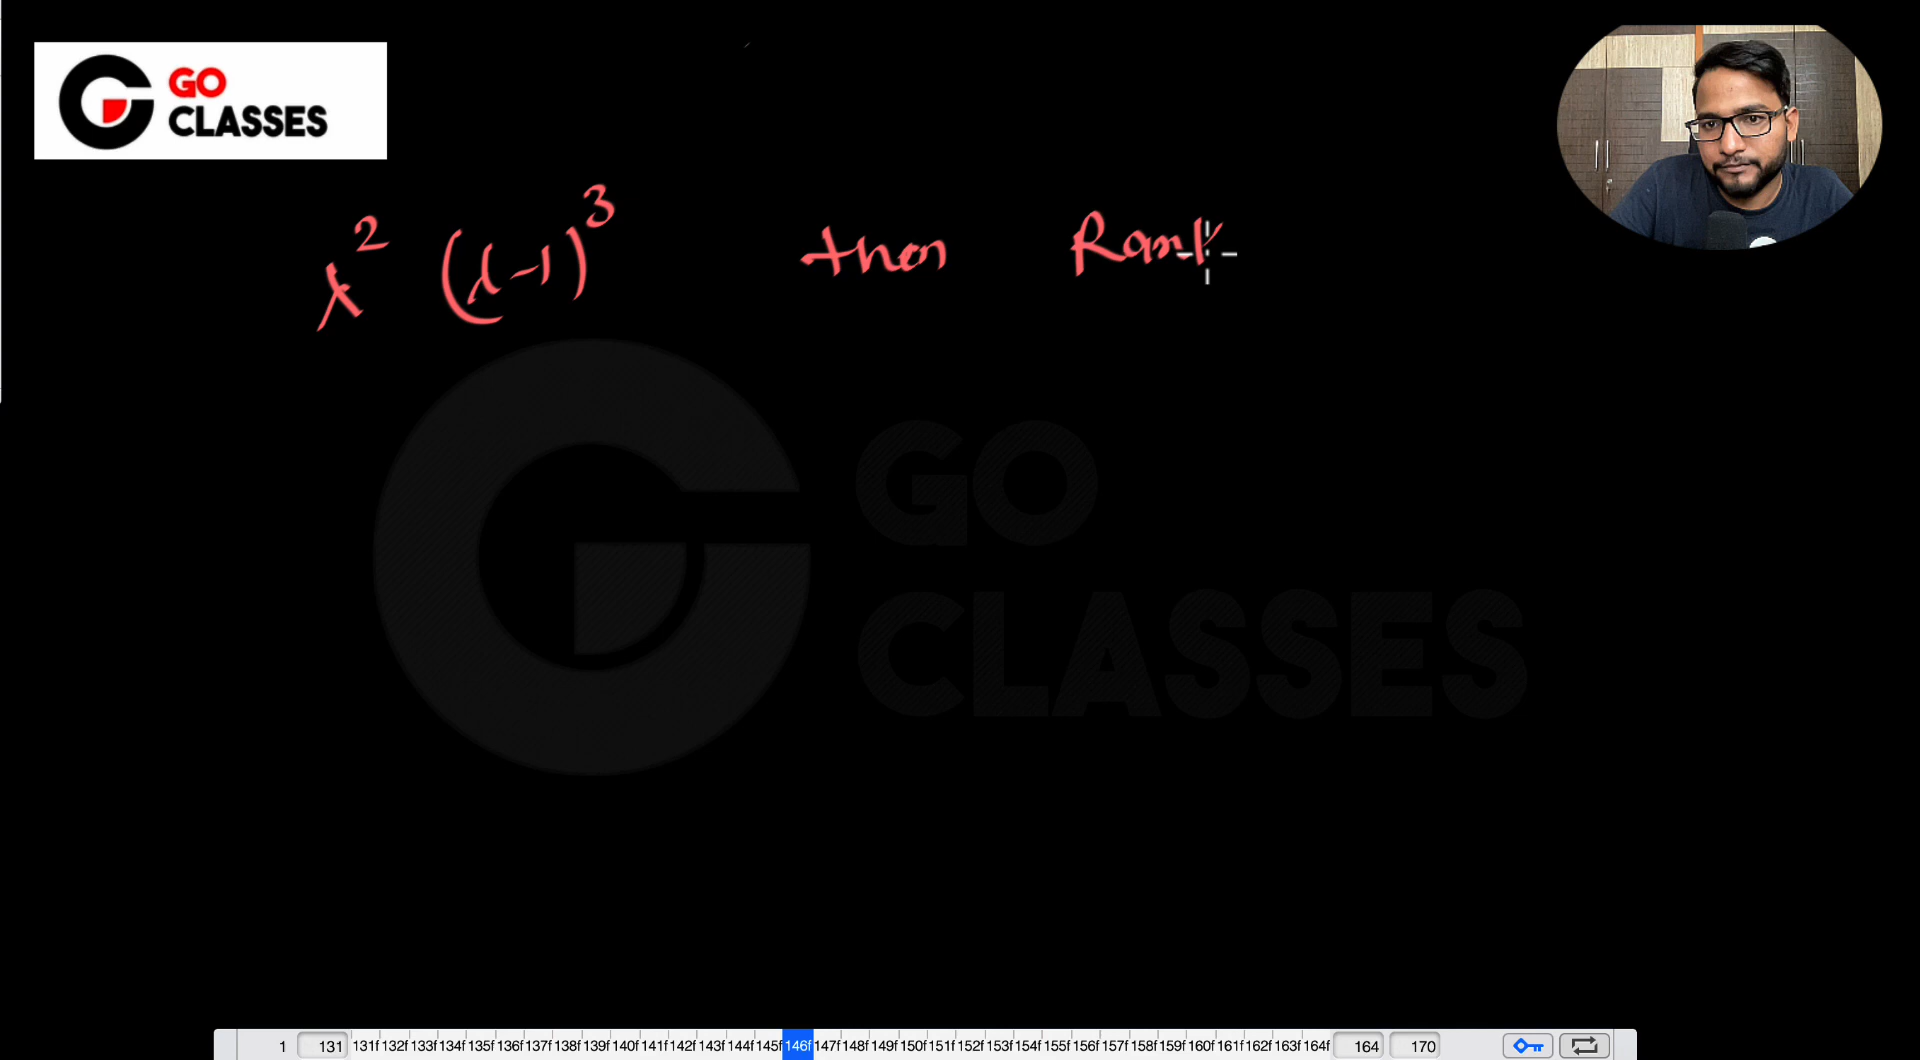 GO
CLASSES
λ² (λ-1)³ then Rank
GO
CLASSES
1 131 131f 132f 133f 134f 135f 136f 137f 138f 139f 140f 141f 142f 143f 144f 145f 146f 147f 148f 149f 150f 151f 152f 153f 154f 155f 156f 157f 158f 159f 160f 161f 162f 163f 164f 164 170